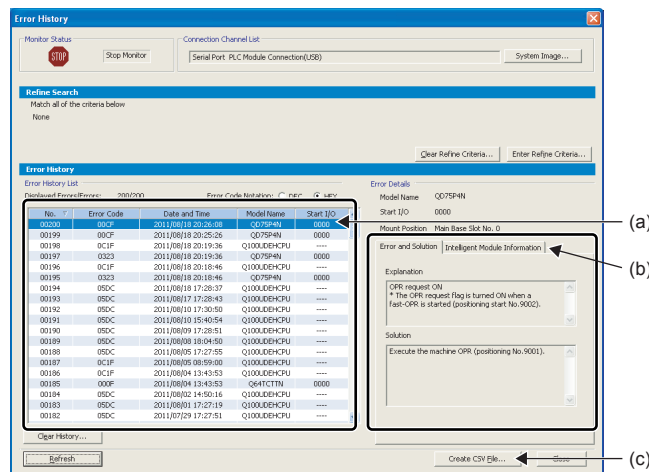 Error History
Monitor Status
STOP
Stop Monitor
Connection Channel List
Serial Port PLC Module Connection(USB)
System Image...
Refine Search
Match all of the criteria below
None
Clear Refine Criteria...
Enter Refine Criteria...
Error History
Error History List
Displayed Errors/Errors: 200/200
Error Code Notation: DEC HEX
No. Error Code Date and Time Model Name Start I/O
00200 00CF 2011/08/18 20:26:08 QD75P4N 0000
00199 00CF 2011/08/18 20:25:26 QD75P4N 0000
00198 0C1F 2011/08/18 20:19:36 Q100UDEHCPU ----
00197 0323 2011/08/18 20:19:36 QD75P4N 0000
00196 0C1F 2011/08/18 20:18:46 Q100UDEHCPU ----
00195 0323 2011/08/18 20:18:46 QD75P4N 0000
00194 05DC 2011/08/18 17:28:37 Q100UDEHCPU ----
00193 05DC 2011/08/17 17:28:43 Q100UDEHCPU ----
00192 05DC 2011/08/10 17:30:50 Q100UDEHCPU ----
00191 05DC 2011/08/10 15:40:54 Q100UDEHCPU ----
00190 05DC 2011/08/09 17:28:51 Q100UDEHCPU ----
00189 05DC 2011/08/08 18:04:50 Q100UDEHCPU ----
00188 05DC 2011/08/05 17:27:55 Q100UDEHCPU ----
00187 0C1F 2011/08/05 08:59:00 Q100UDEHCPU ----
00186 0C1F 2011/08/04 13:43:53 Q100UDEHCPU ----
00185 000F 2011/08/04 13:43:53 Q64TCTTN 0000
00184 05DC 2011/08/02 14:50:16 Q100UDEHCPU ----
00183 05DC 2011/08/01 17:27:19 Q100UDEHCPU ----
00182 05DC 2011/07/29 17:27:51 Q100UDEHCPU ----
Error Details
Model Name QD75P4N
Start I/O 0000
Mount Position Main Base Slot No. 0
Error and Solution
Intelligent Module Information
Explanation
OPR request ON
* The OPR request flag is turned ON when a
fast-OPR is started (positioning start No.9002).
Solution
Execute the machine OPR (positioning No.9001).
Clear History...
Refresh
Create CSV File...
Close
(a)
(b)
(c)